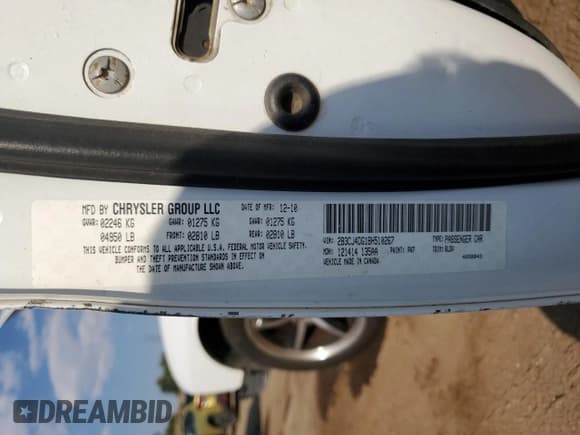 MFD BY CHRYSLER GROUP LLC
DATE OF MFR 12-10
GVWR: 02246 KG
04950 LB
GAWR 01275 KG
FRONT: 02810 LB
GAWR 01275 KG
REAR: 02810 LB
THIS VEHICLE CONFORMS TO ALL APPLICABLE U.S.A. FEDERAL MOTOR VEHICLE SAFETY,
BUMPER AND THEFT PREVENTION STANDARDS IN EFFECT ON
THE DATE OF MANUFACTURE SHOWN ABOVE.
VIN: 2B3CJ4DG1BH510267
TYPE: PASSENGER CAR
MDH: 121414 135AA
PAINT: PW7
VEHICLE MADE IN CANADA
DREAMBID